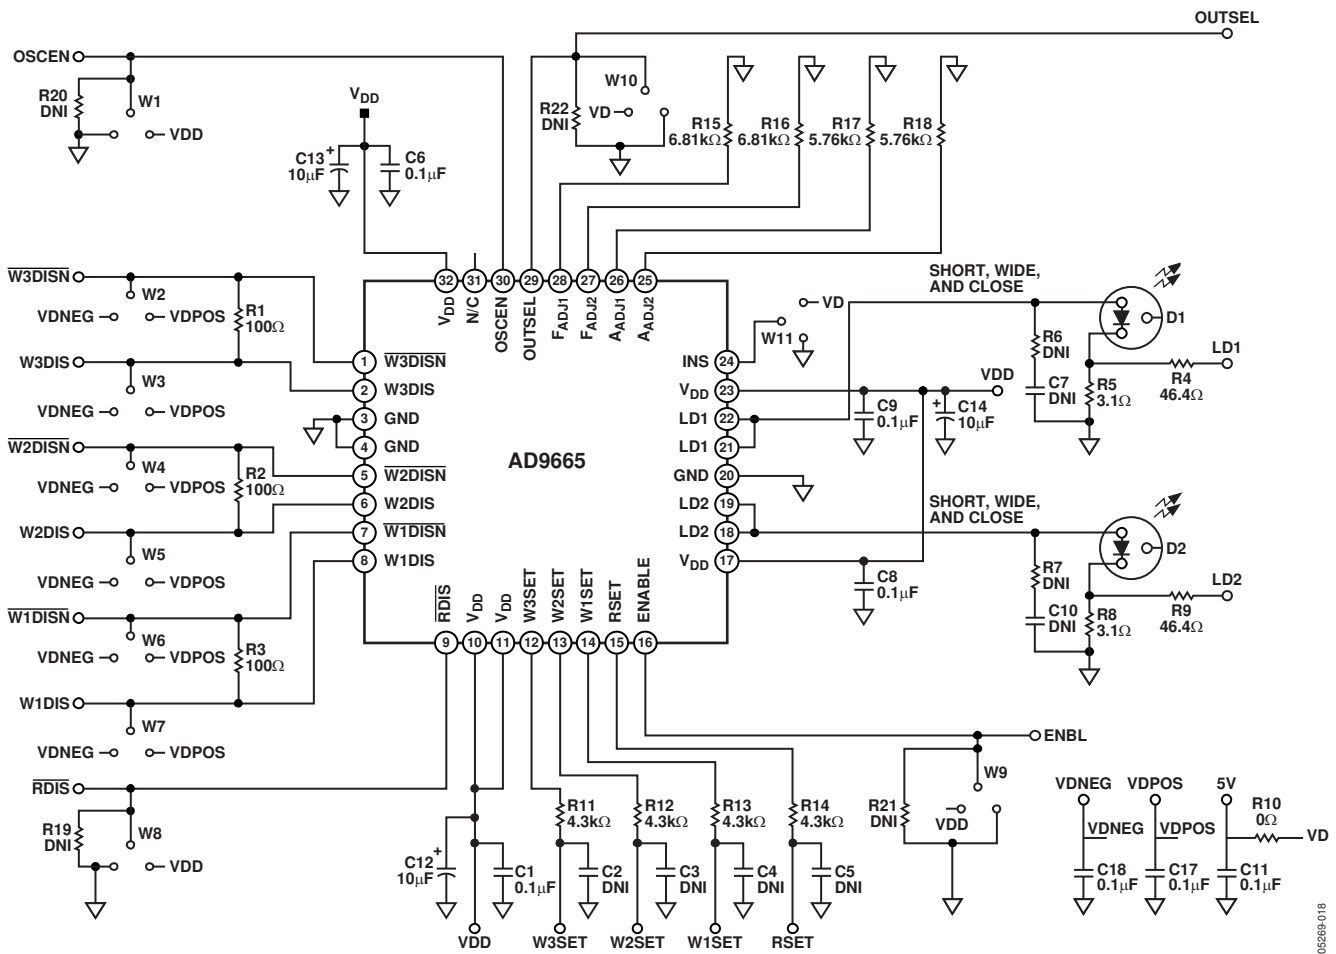 OUTSEL
OSCEN
R20
DNI
W1
VDD
VDD
C13
+
10µF
C6
0.1µF
W10
R22
DNI
VD
R15
6.81kΩ
R16
6.81kΩ
R17
5.76kΩ
R18
5.76kΩ
W3DISN
W2
VDNEG
VDPOS
R1
100Ω
W3DIS
W3
VDNEG
VDPOS
W2DISN
W4
VDNEG
VDPOS
R2
100Ω
W2DIS
W5
VDNEG
VDPOS
W1DISN
W6
VDNEG
VDPOS
R3
100Ω
W1DIS
W7
VDNEG
VDPOS
RDIS
R19
DNI
W8
VDD
32 31 30 29 28 27 26 25
VDD
N/C
OSCEN
OUTSEL
FADJ1
FADJ2
AADJ1
AADJ2
1 W3DISN
2 W3DIS
3 GND
4 GND
5 W2DISN
6 W2DIS
7 W1DISN
8 W1DIS
AD9665
INS 24
VDD 23
LD1 22
LD1 21
GND 20
LD2 19
LD2 18
VDD 17
RDIS
VDD
VDD
W3SET
W2SET
W1SET
RSET
ENABLE
9 10 11 12 13 14 15 16
VD
W11
C9
0.1µF
+
C14
10µF
VDD
C8
0.1µF
SHORT, WIDE,
AND CLOSE
D1
R6
DNI
C7
DNI
R5
3.1Ω
R4
46.4Ω
LD1
SHORT, WIDE,
AND CLOSE
D2
R7
DNI
C10
DNI
R8
3.1Ω
R9
46.4Ω
LD2
ENBL
W9
R21
DNI
VDD
+
C12
10µF
C1
0.1µF
VDD
R11
4.3kΩ
C2
DNI
W3SET
R12
4.3kΩ
C3
DNI
W2SET
R13
4.3kΩ
C4
DNI
W1SET
R14
4.3kΩ
C5
DNI
RSET
VDNEG
VDNEG
C18
0.1µF
VDPOS
VDPOS
C17
0.1µF
5V
R10
0Ω
VD
C11
0.1µF
05269-018